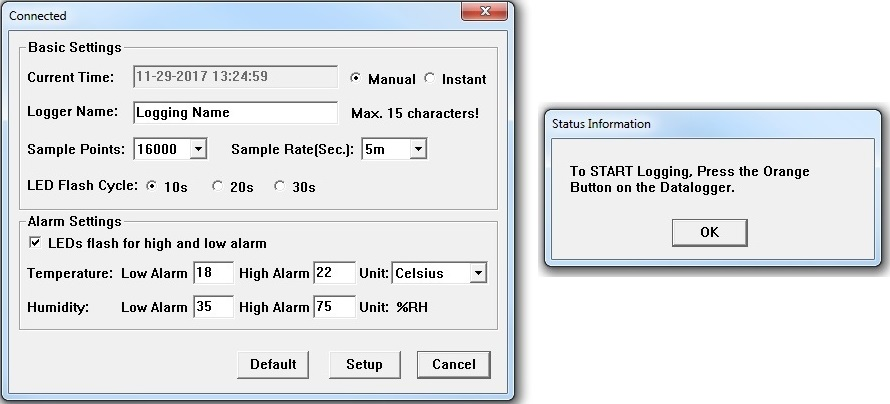 Connected
Basic Settings
Current Time: 11-29-2017 13:24:59 Manual Instant
Logger Name: Logging Name Max. 15 characters!
Sample Points: 16000 Sample Rate(Sec.): 5m
LED Flash Cycle: 10s 20s 30s
Alarm Settings
LEDs flash for high and low alarm
Temperature: Low Alarm 18 High Alarm 22 Unit: Celsius
Humidity: Low Alarm 35 High Alarm 75 Unit: %RH
Default Setup Cancel
Status Information
To START Logging, Press the Orange
Button on the Datalogger.
OK